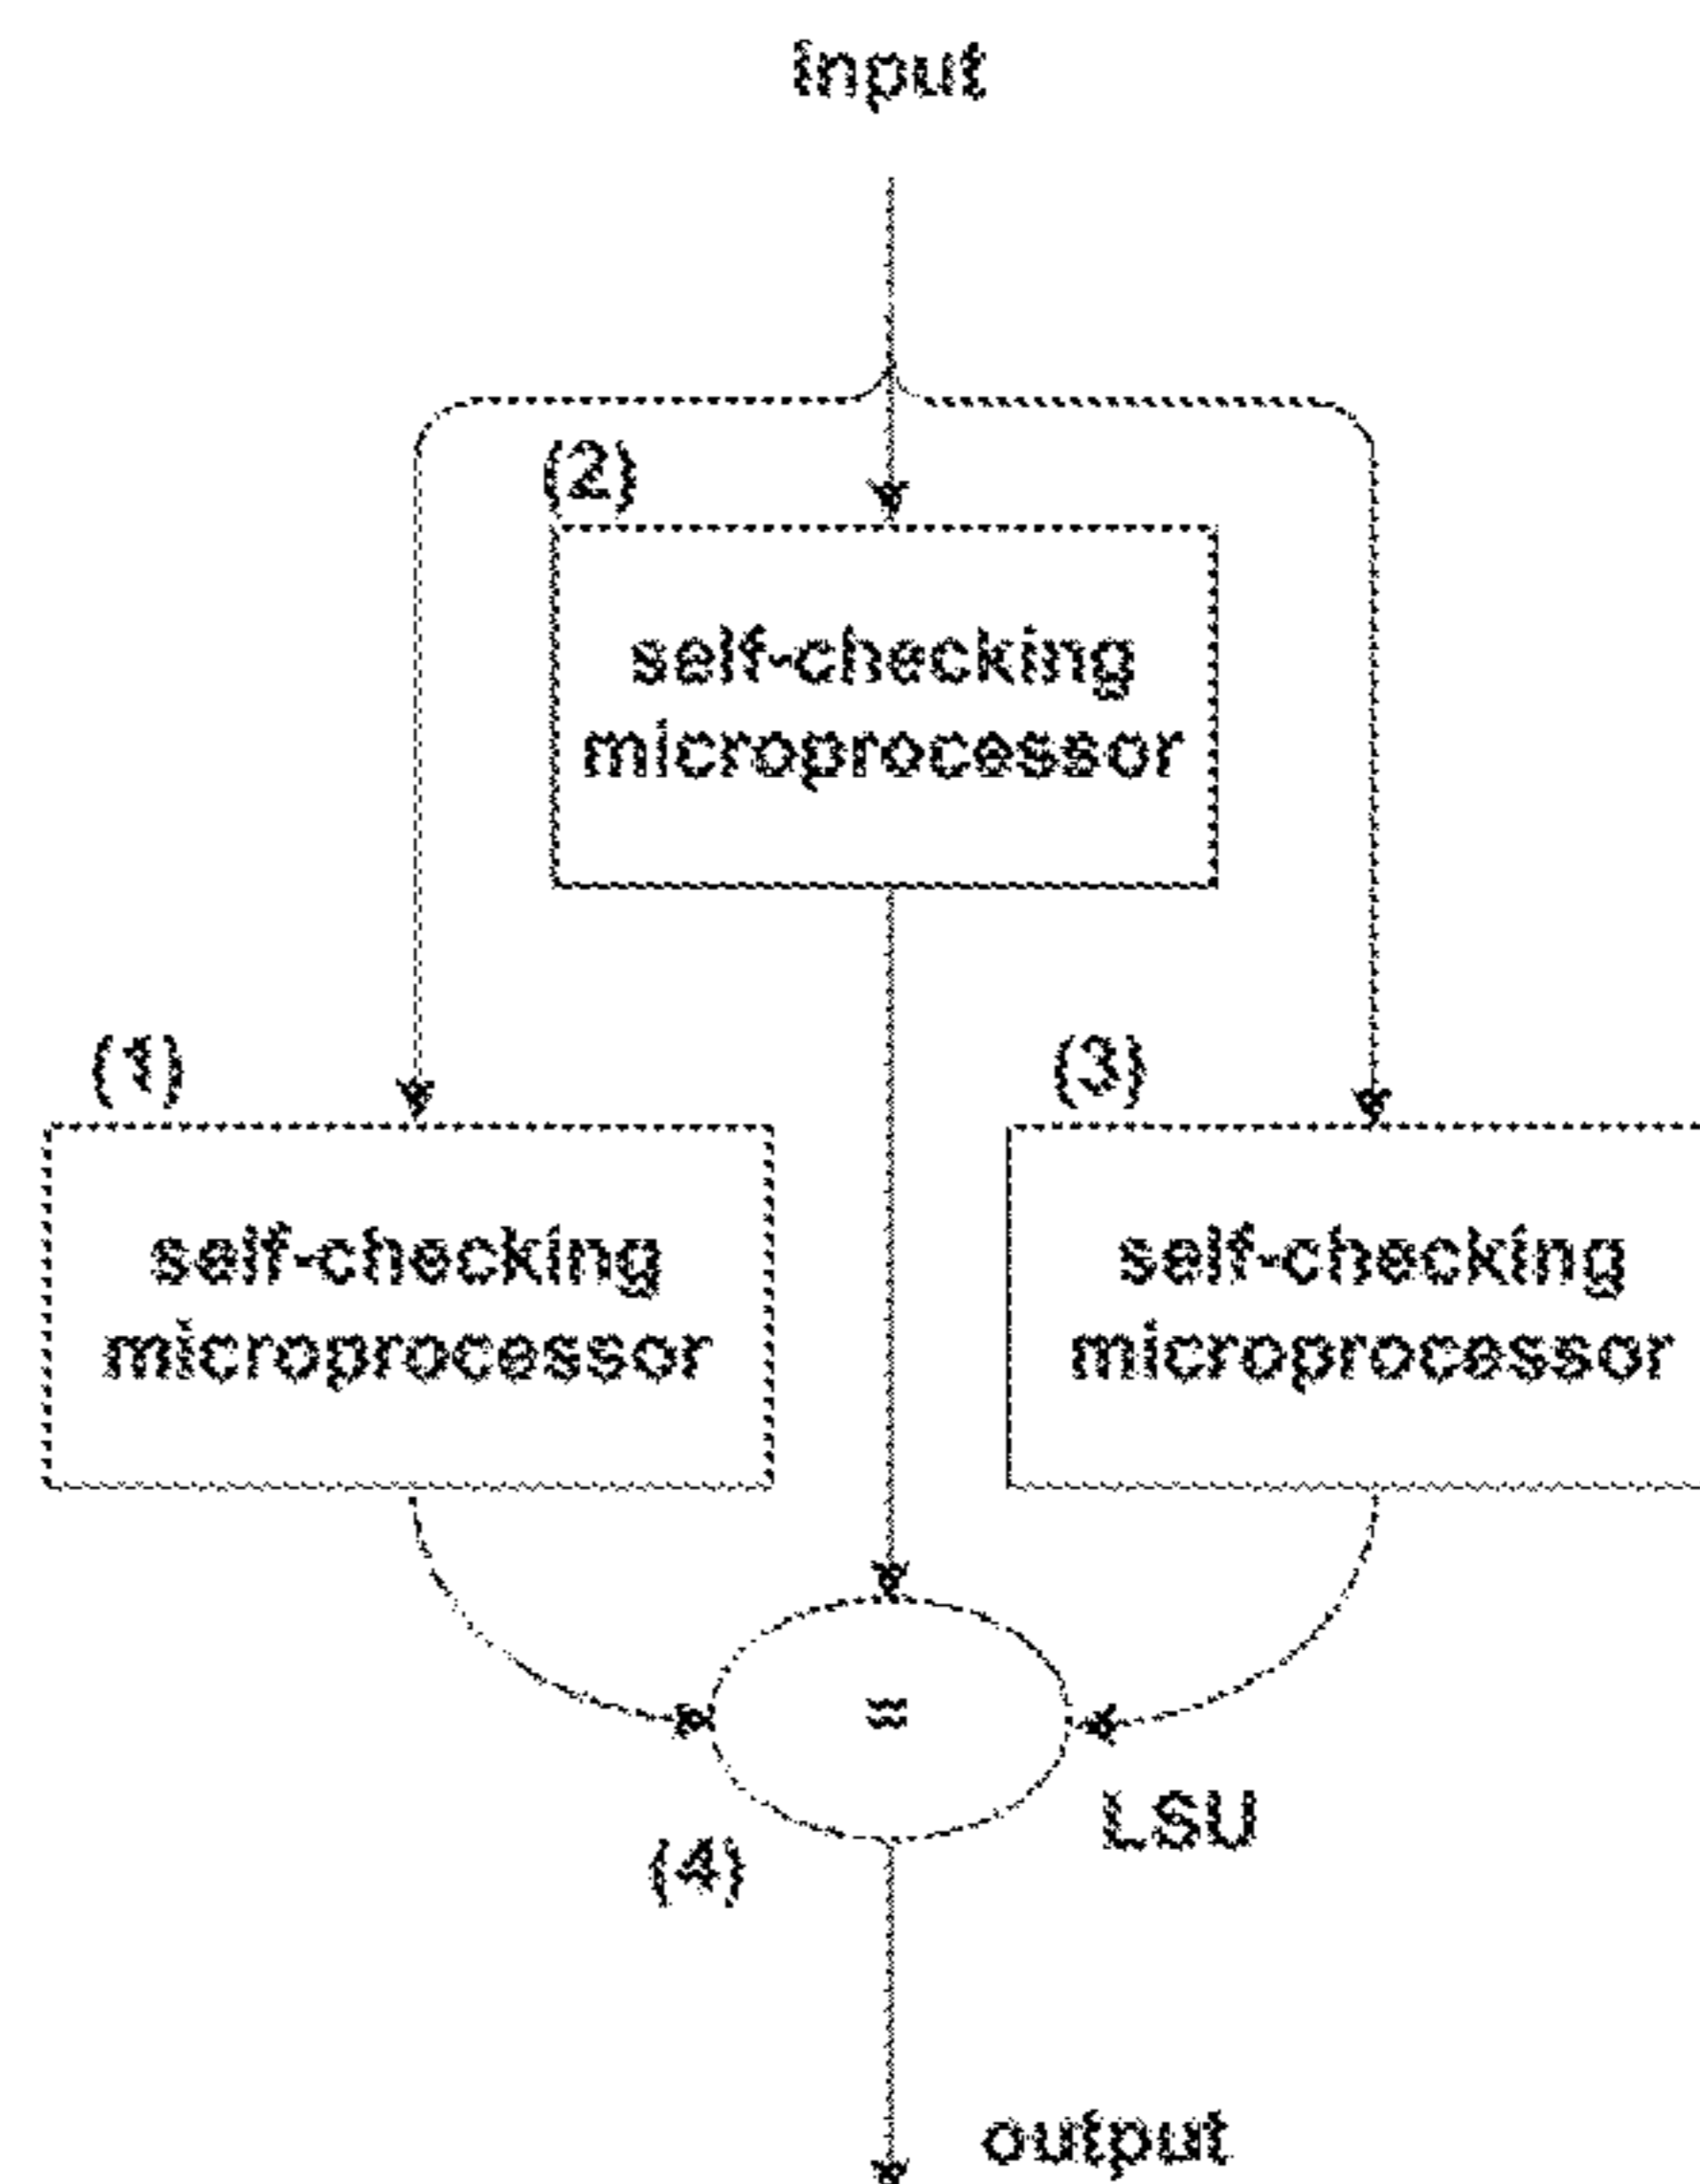 input
(2)
self-checking
microprocessor
(1)
(3)
self-checking
microprocessor
self-checking
microprocessor
=
LSU
(4)
output